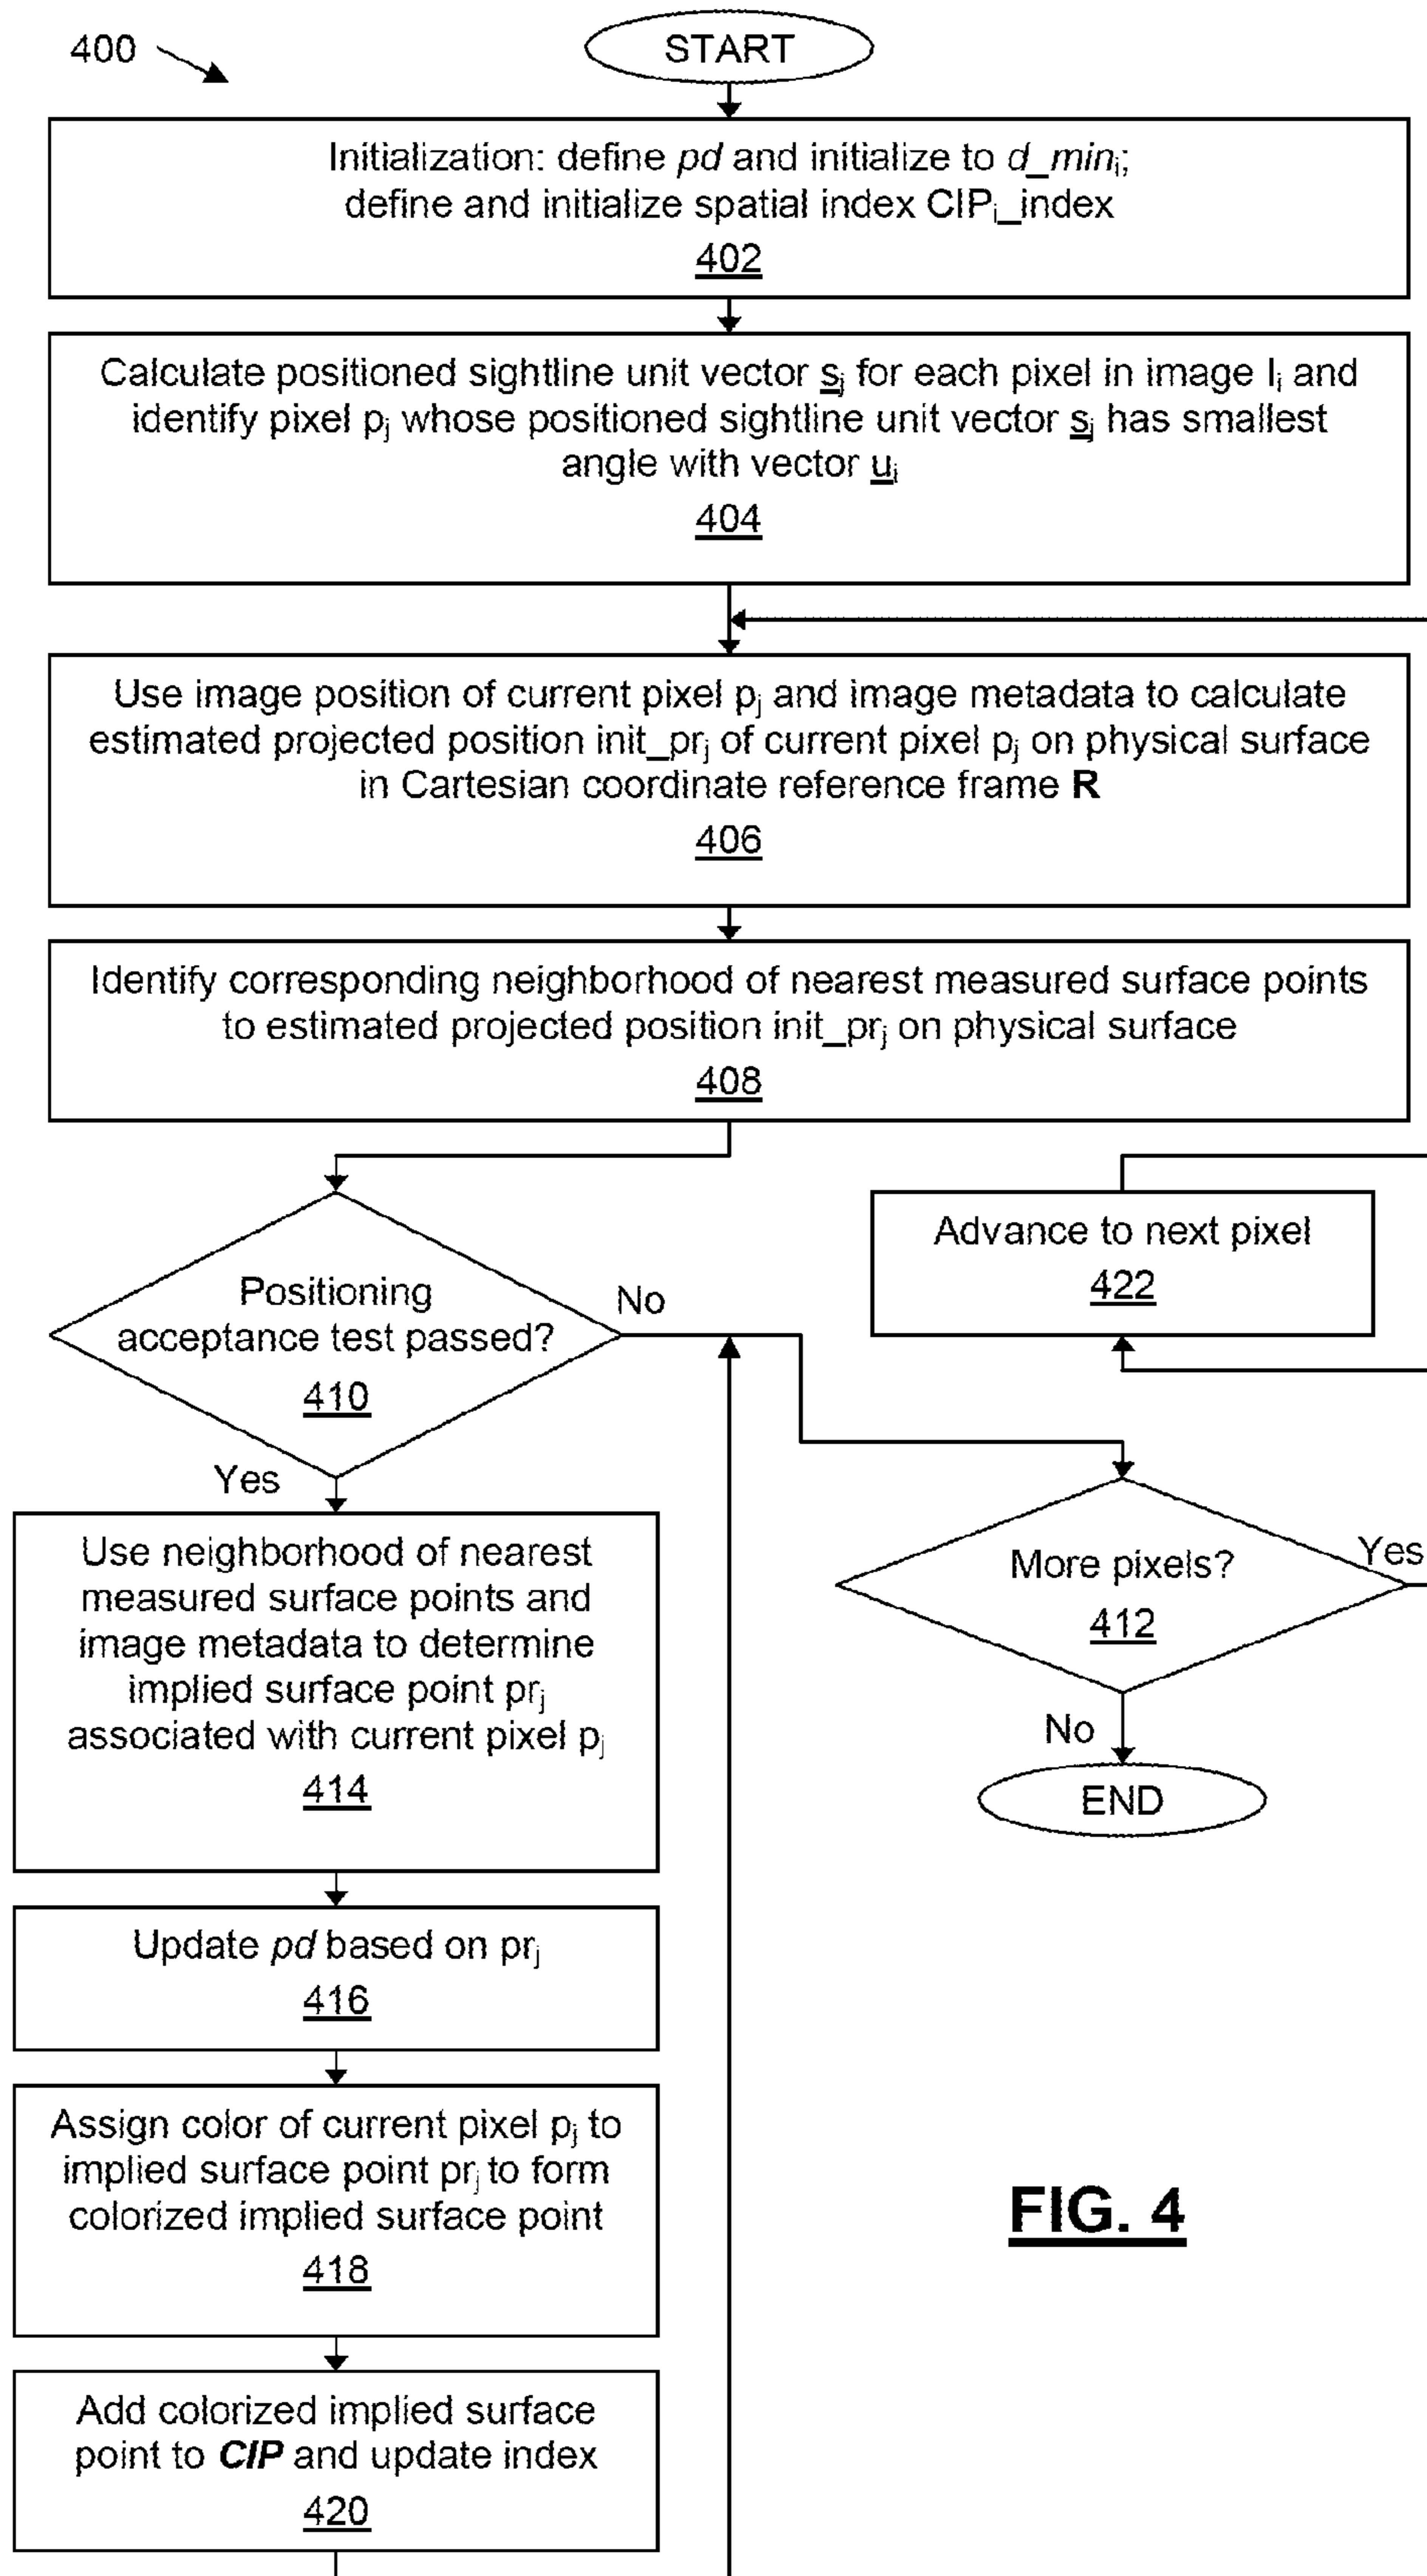 400
START
Initialization: define pd and initialize to d_minᵢ;
define and initialize spatial index CIPᵢ_index
402
Calculate positioned sightline unit vector sⱼ for each pixel in image Iᵢ and
identify pixel pⱼ whose positioned sightline unit vector sⱼ has smallest
angle with vector uᵢ
404
Use image position of current pixel pⱼ and image metadata to calculate
estimated projected position init_prⱼ of current pixel pⱼ on physical surface
in Cartesian coordinate reference frame R
406
Identify corresponding neighborhood of nearest measured surface points
to estimated projected position init_prⱼ on physical surface
408
Positioning
acceptance test passed?
410
No
Yes
Advance to next pixel
422
More pixels?
412
Yes
No
END
Use neighborhood of nearest
measured surface points and
image metadata to determine
implied surface point prⱼ
associated with current pixel pⱼ
414
Update pd based on prⱼ
416
Assign color of current pixel pⱼ to
implied surface point prⱼ to form
colorized implied surface point
418
Add colorized implied surface
point to CIP and update index
420
FIG. 4